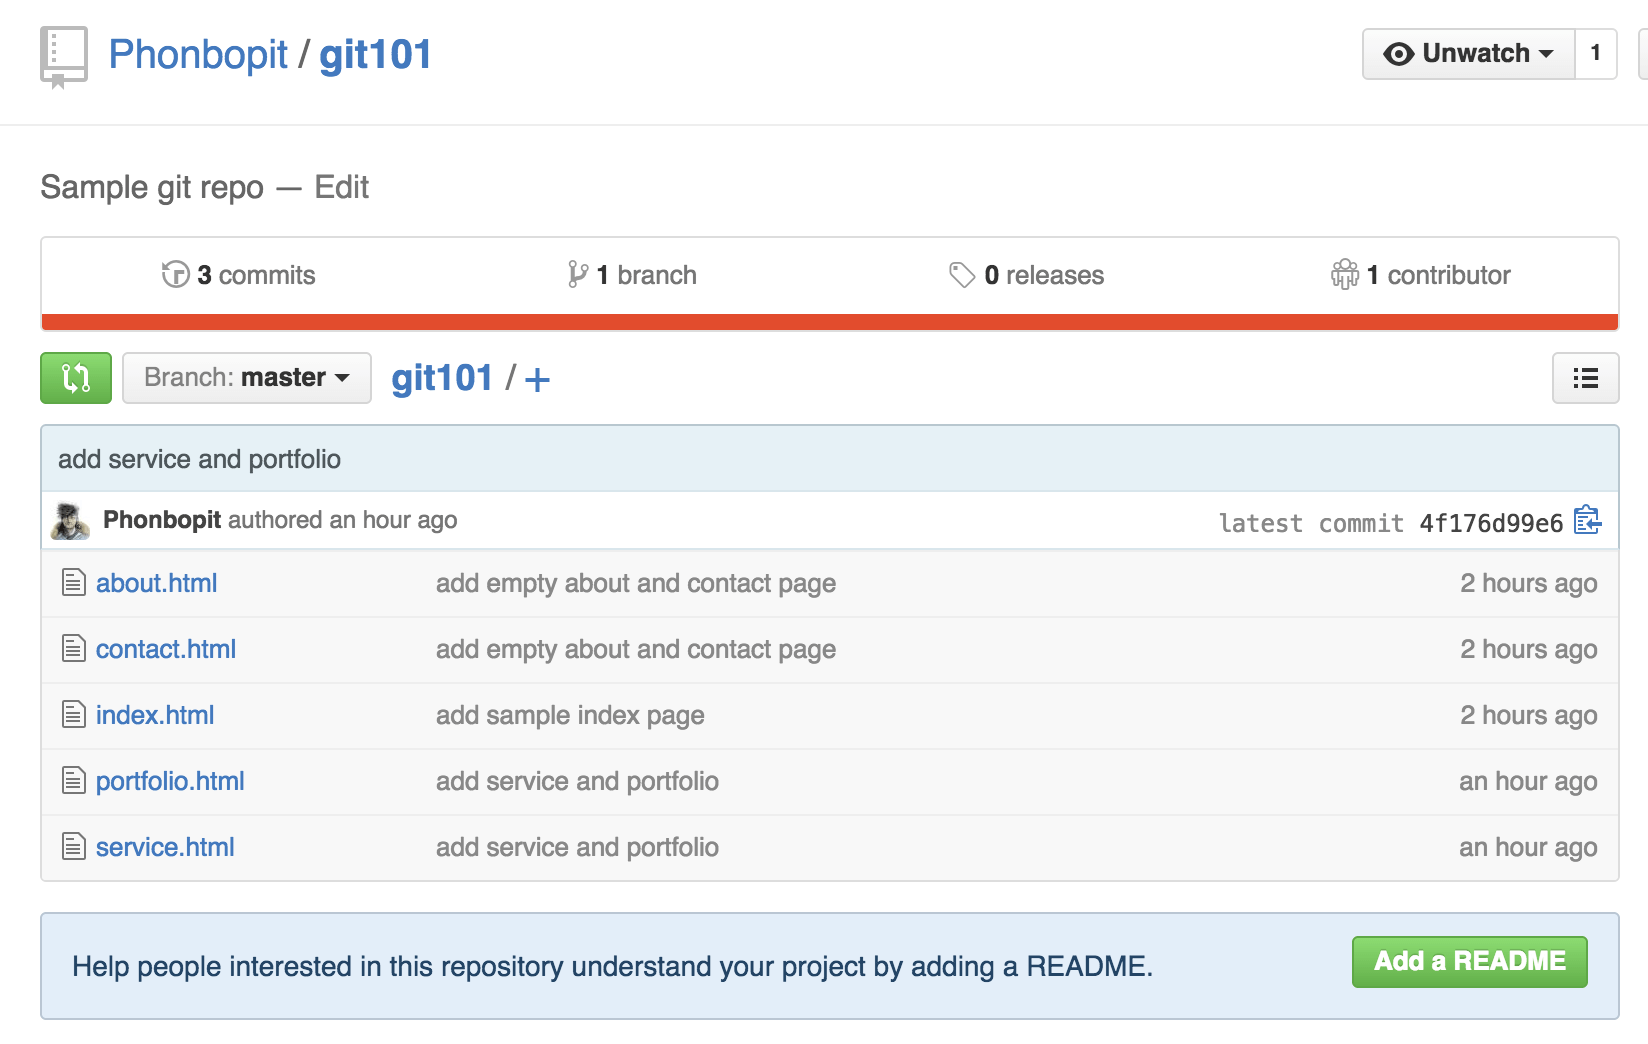 Phonbopit / git101
Unwatch 1
Sample git repo — Edit
3 commits 1 branch 0 releases 1 contributor
Branch: master git101 / +
add service and portfolio
Phonbopit authored an hour ago latest commit 4f176d99e6
about.html add empty about and contact page 2 hours ago
contact.html add empty about and contact page 2 hours ago
index.html add sample index page 2 hours ago
portfolio.html add service and portfolio an hour ago
service.html add service and portfolio an hour ago
Help people interested in this repository understand your project by adding a README. Add a README